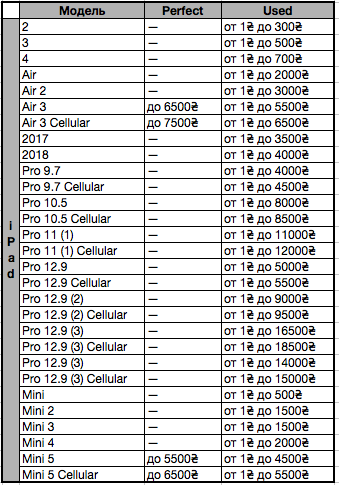 Модель Perfect Used
iPad
2 — от 1₴ до 300₴
3 — от 1₴ до 500₴
4 — от 1₴ до 700₴
Air — от 1₴ до 2000₴
Air 2 — от 1₴ до 3000₴
Air 3 до 6500₴ от 1₴ до 5500₴
Air 3 Cellular до 7500₴ от 1₴ до 6500₴
2017 — от 1₴ до 3500₴
2018 — от 1₴ до 4000₴
Pro 9.7 — от 1₴ до 4000₴
Pro 9.7 Cellular — от 1₴ до 4500₴
Pro 10.5 — от 1₴ до 8000₴
Pro 10.5 Cellular — от 1₴ до 8500₴
Pro 11 (1) — от 1₴ до 11000₴
Pro 11 (1) Cellular — от 1₴ до 12000₴
Pro 12.9 — от 1₴ до 5000₴
Pro 12.9 Cellular — от 1₴ до 5500₴
Pro 12.9 (2) — от 1₴ до 9000₴
Pro 12.9 (2) Cellular — от 1₴ до 9500₴
Pro 12.9 (3) — от 1₴ до 16500₴
Pro 12.9 (3) Cellular — от 1₴ до 18500₴
Pro 12.9 (3) — от 1₴ до 14000₴
Pro 12.9 (3) Cellular — от 1₴ до 15000₴
Mini — от 1₴ до 500₴
Mini 2 — от 1₴ до 1500₴
Mini 3 — от 1₴ до 1500₴
Mini 4 — от 1₴ до 2000₴
Mini 5 до 5500₴ от 1₴ до 4500₴
Mini 5 Cellular до 6500₴ от 1₴ до 5500₴